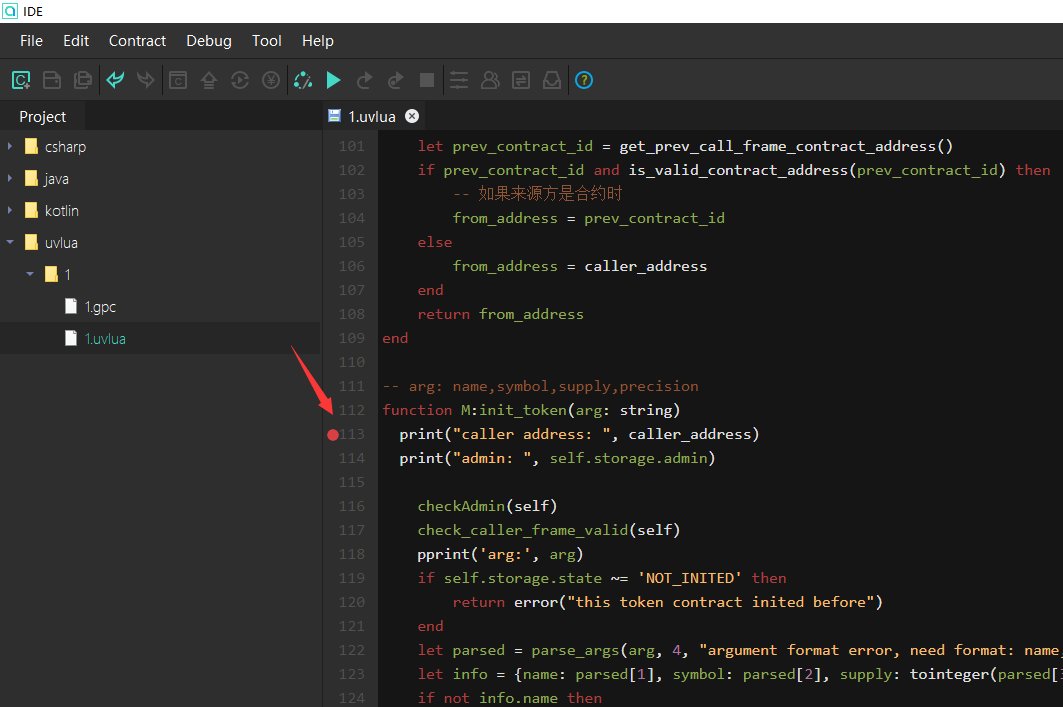 IDE
File Edit Contract Debug Tool Help
Project
1.uvlua
csharp
java
kotlin
uvlua
1
1.gpc
1.uvlua
101 let prev_contract_id = get_prev_call_frame_contract_address()
102 if prev_contract_id and is_valid_contract_address(prev_contract_id) then
103 -- 如果来源方是合约时
104 from_address = prev_contract_id
105 else
106 from_address = caller_address
107 end
108 return from_address
109 end
110
111 -- arg: name,symbol,supply,precision
112 function M:init_token(arg: string)
113 print("caller address: ", caller_address)
114 print("admin: ", self.storage.admin)
115
116 checkAdmin(self)
117 check_caller_frame_valid(self)
118 pprint('arg:', arg)
119 if self.storage.state ~= 'NOT_INITED' then
120 return error("this token contract inited before")
121 end
122 let parsed = parse_args(arg, 4, "argument format error, need format: name_
123 let info = {name: parsed[1], symbol: parsed[2], supply: tointeger(parsed[
124 if not info.name then